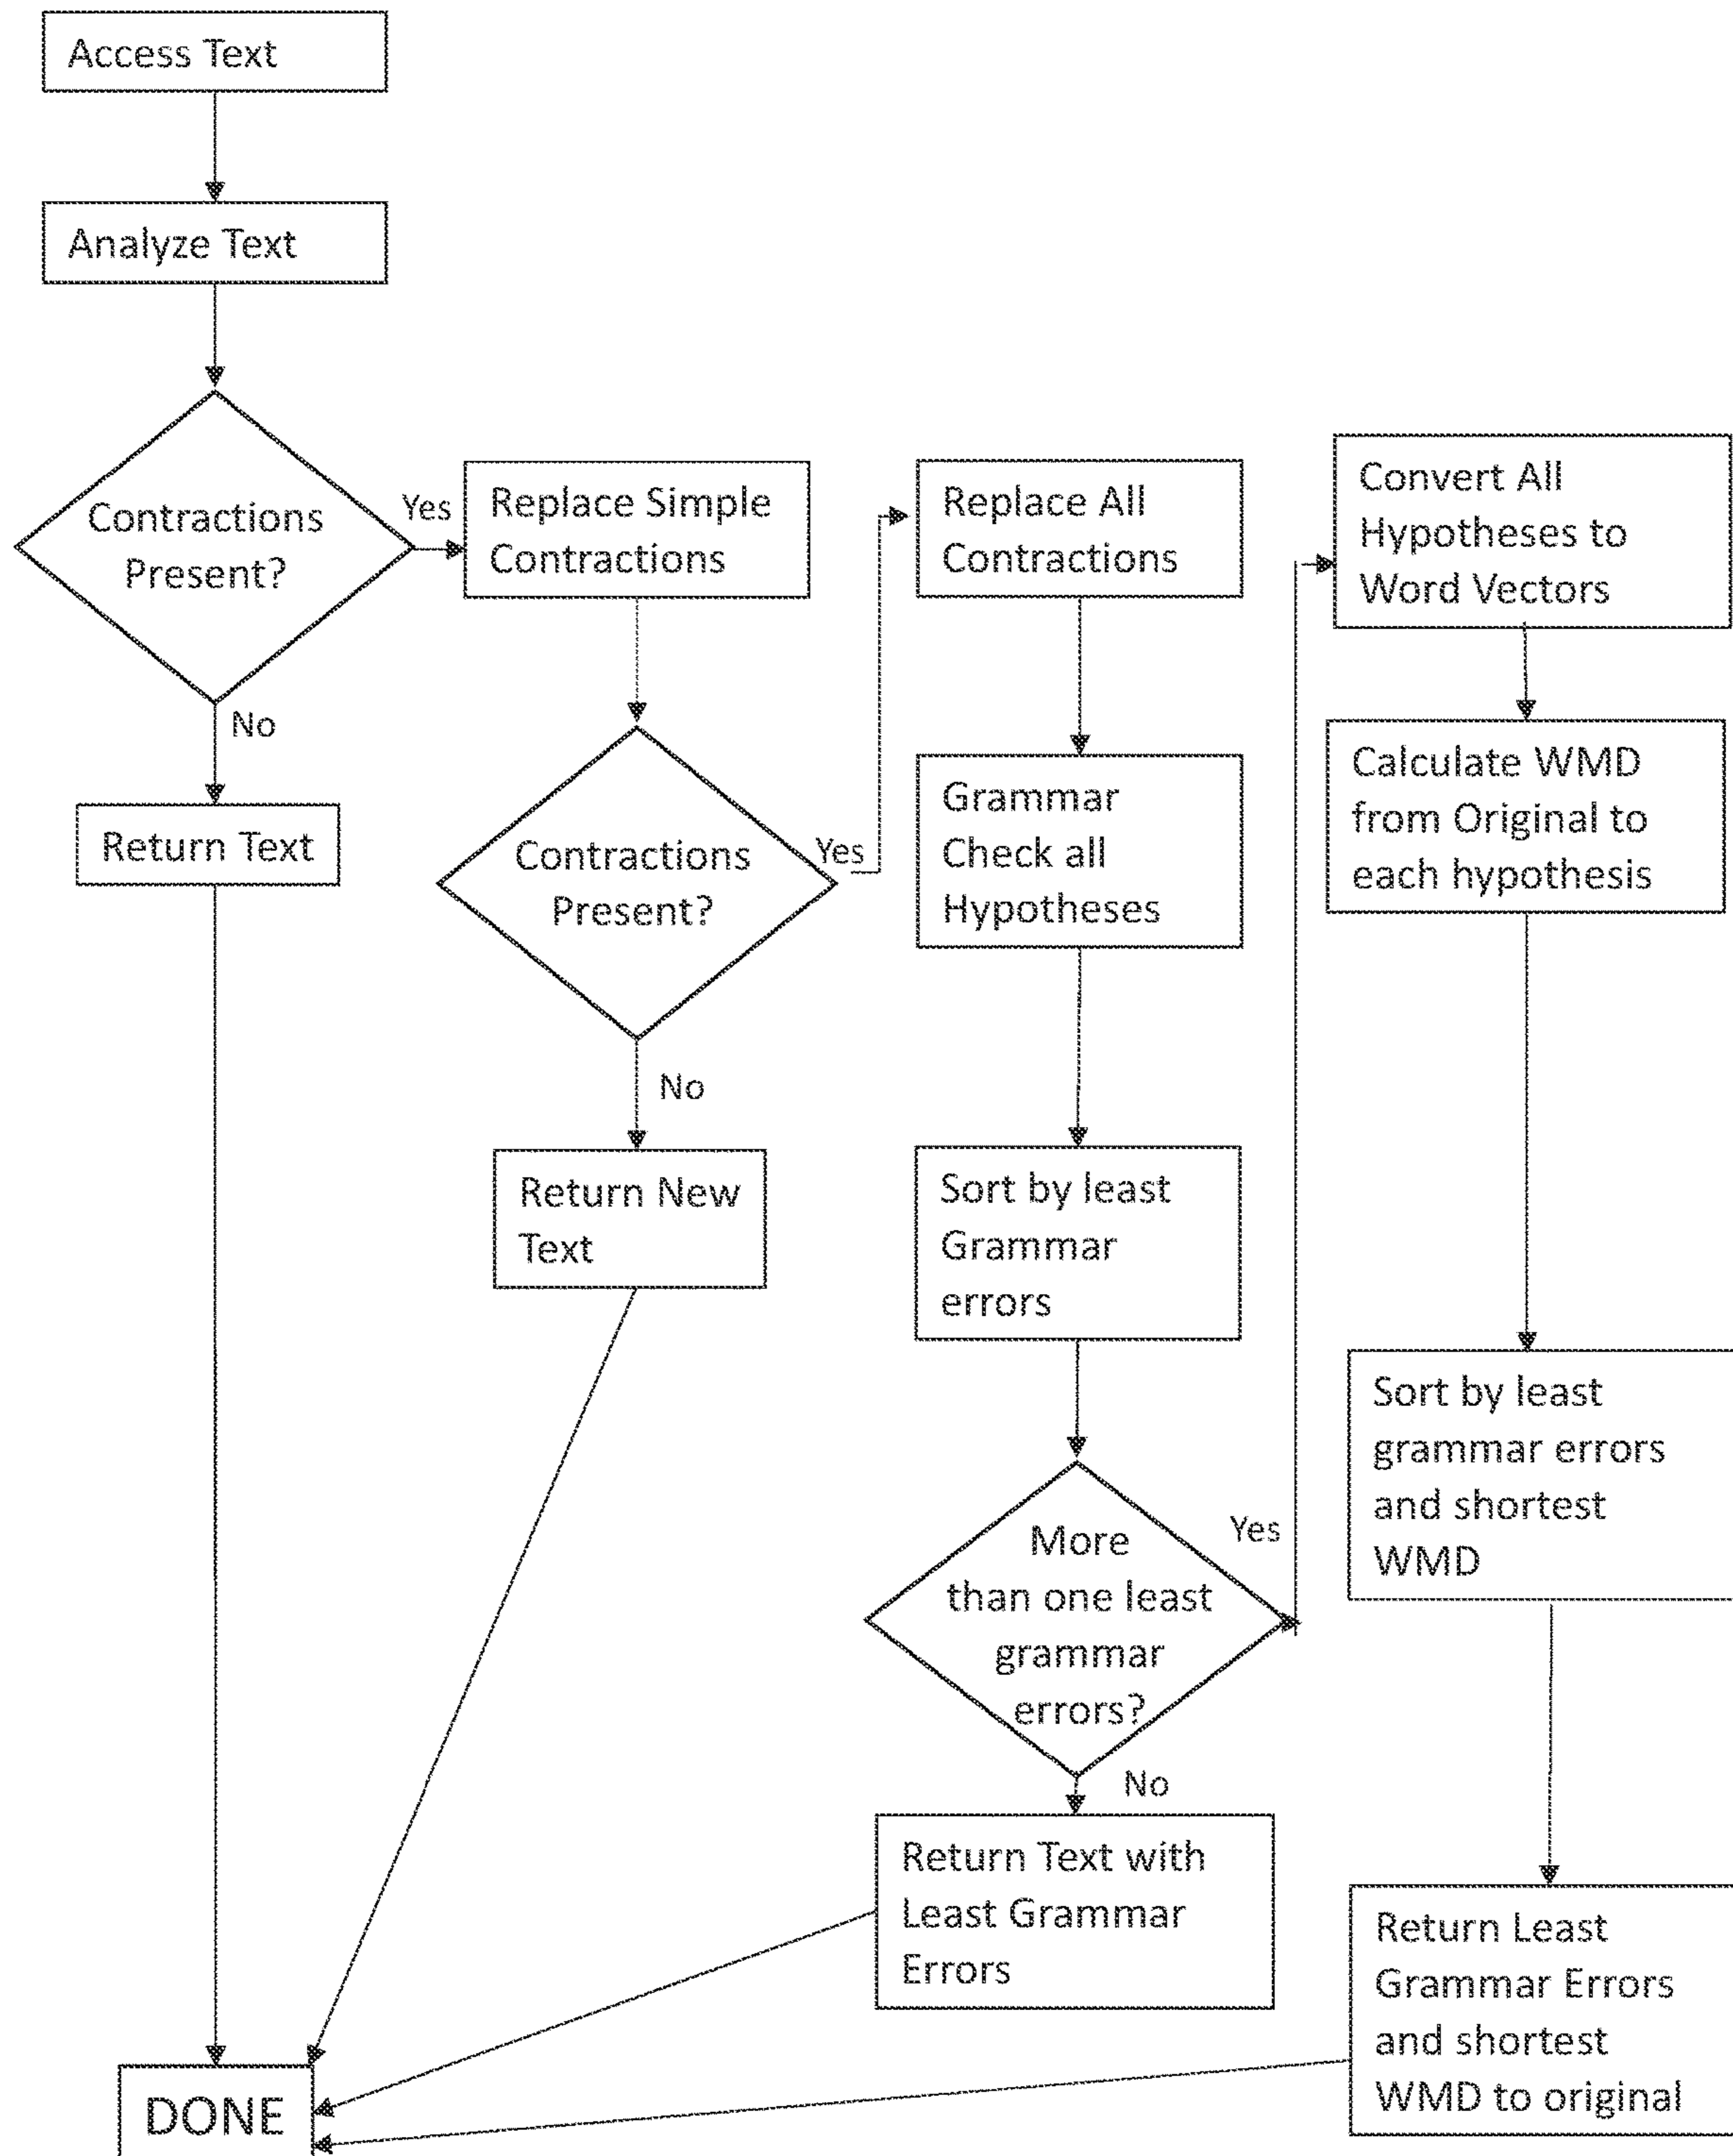 Access Text
Analyze Text
Contractions
Present?
Yes
No
Return Text
Replace Simple
Contractions
Contractions
Present?
Yes
No
Return New
Text
Replace All
Contractions
Grammar
Check all
Hypotheses
Sort by least
Grammar
errors
More
than one least
grammar
errors?
Yes
No
Return Text with
Least Grammar
Errors
Convert All
Hypotheses to
Word Vectors
Calculate WMD
from Original to
each hypothesis
Sort by least
grammar errors
and shortest
WMD
Return Least
Grammar Errors
and shortest
WMD to original
DONE